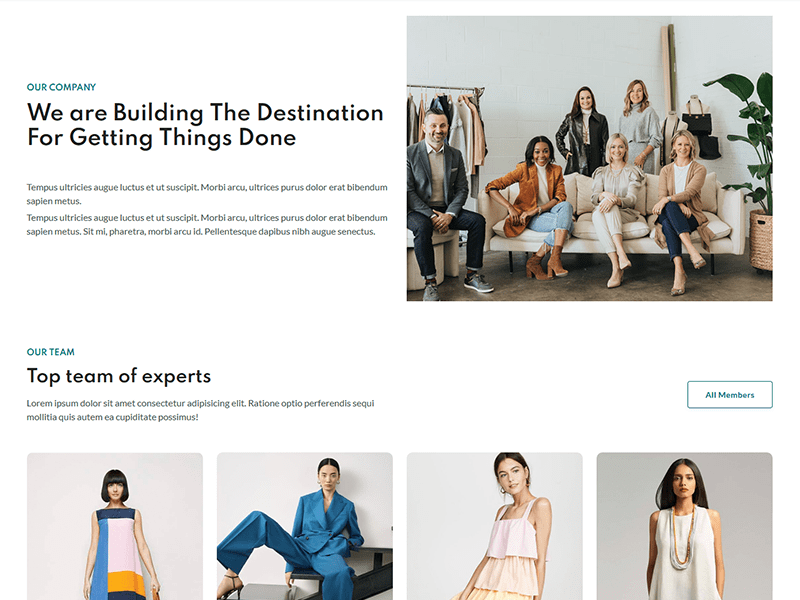 OUR COMPANY
We are Building The Destination
For Getting Things Done
Tempus ultricies augue luctus et ut suscipit. Morbi arcu, ultrices purus dolor erat bibendum
sapien metus.
Tempus ultricies augue luctus et ut suscipit. Morbi arcu, ultrices purus dolor erat bibendum
sapien metus. Sit mi, pharetra, morbi arcu id. Pellentesque dapibus nibh augue senectus.
OUR TEAM
Top team of experts
Lorem ipsum dolor sit amet consectetur adipisicing elit. Ratione optio perferendis sequi
mollitia quis autem ea cupiditate possimus!
All Members